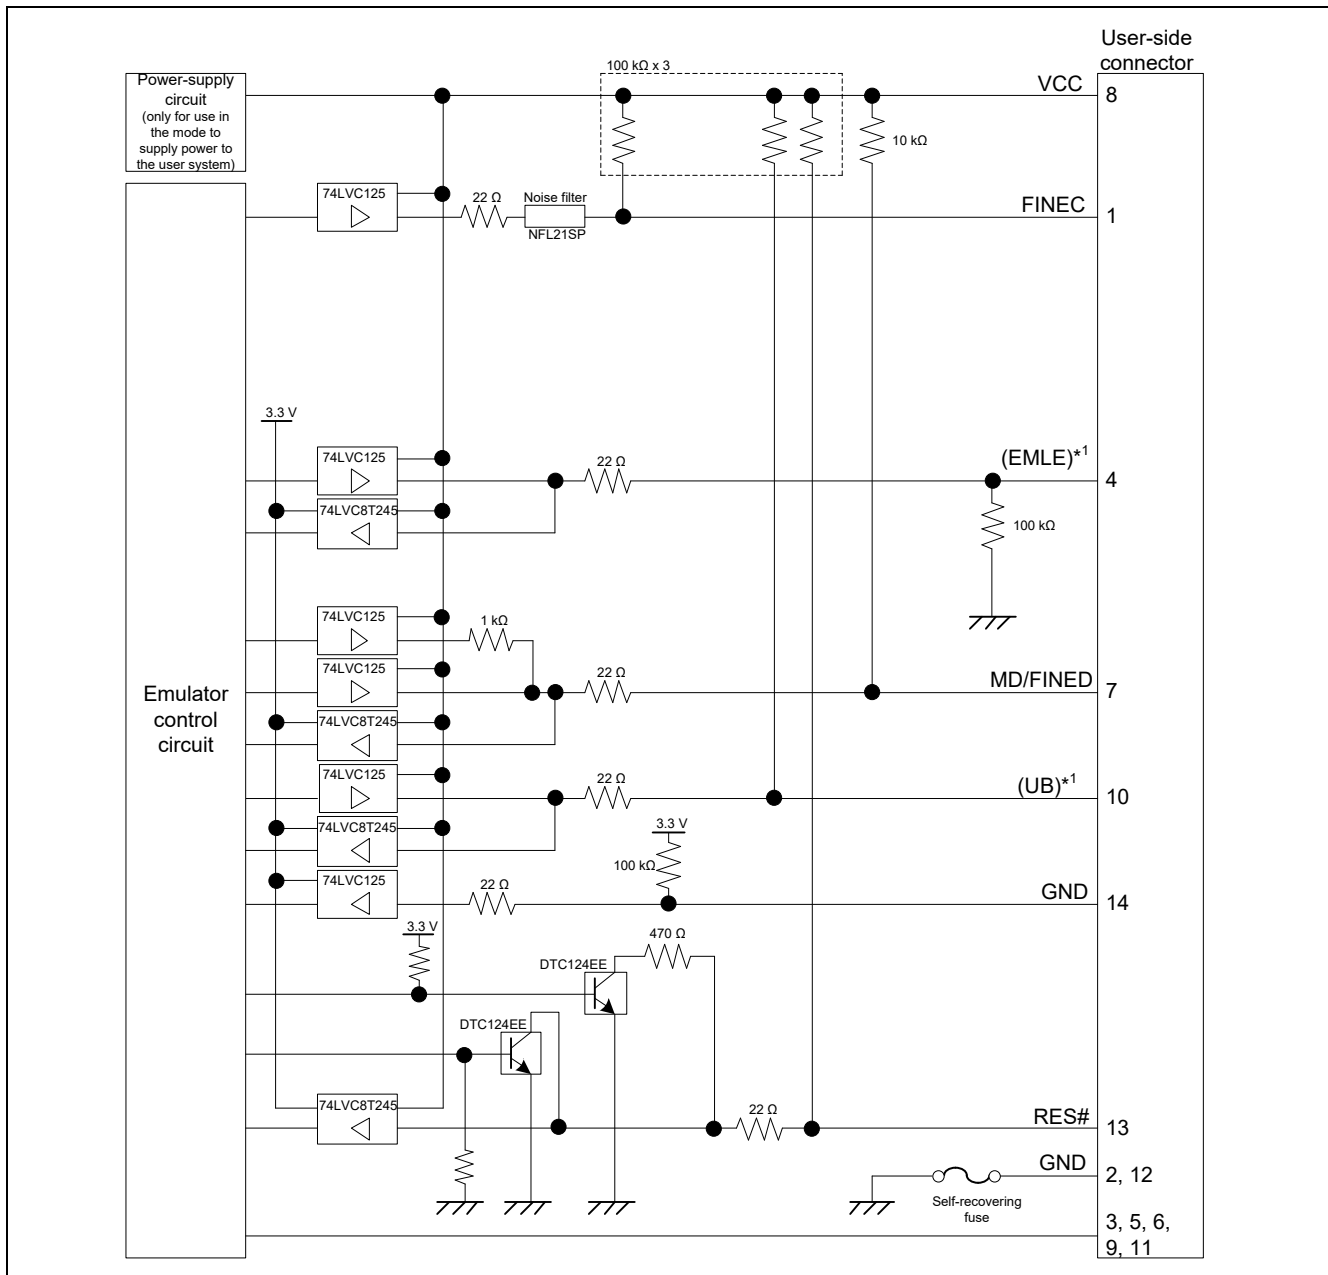 User-side
connector
Power-supply
circuit
(only for use in
the mode to
supply power to
the user system)
100 kΩ x 3
VCC
8
10 kΩ
74LVC125
22 Ω
Noise filter
NFL21SP
FINEC
1
3.3 V
74LVC125
22 Ω
(EMLE)*1
4
74LVC8T245
100 kΩ
74LVC125
1 kΩ
Emulator
control
circuit
74LVC125
22 Ω
MD/FINED
7
74LVC8T245
74LVC125
22 Ω
(UB)*1
10
74LVC8T245
3.3 V
100 kΩ
74LVC125
22 Ω
GND
14
3.3 V
470 Ω
DTC124EE
DTC124EE
74LVC8T245
22 Ω
RES#
13
GND
2, 12
Self-recovering
fuse
3, 5, 6,
9, 11